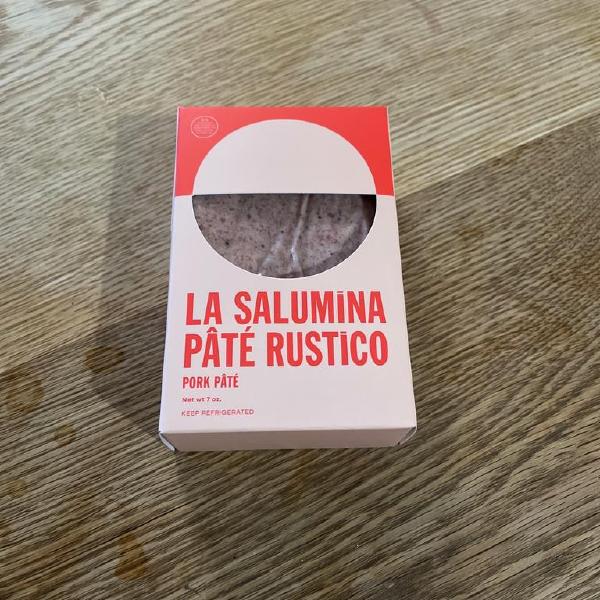 LA SALUMINA
PÂTÉ RUSTICO
PORK PÂTÉ
Net wt 7 oz.
KEEP REFRIGERATED